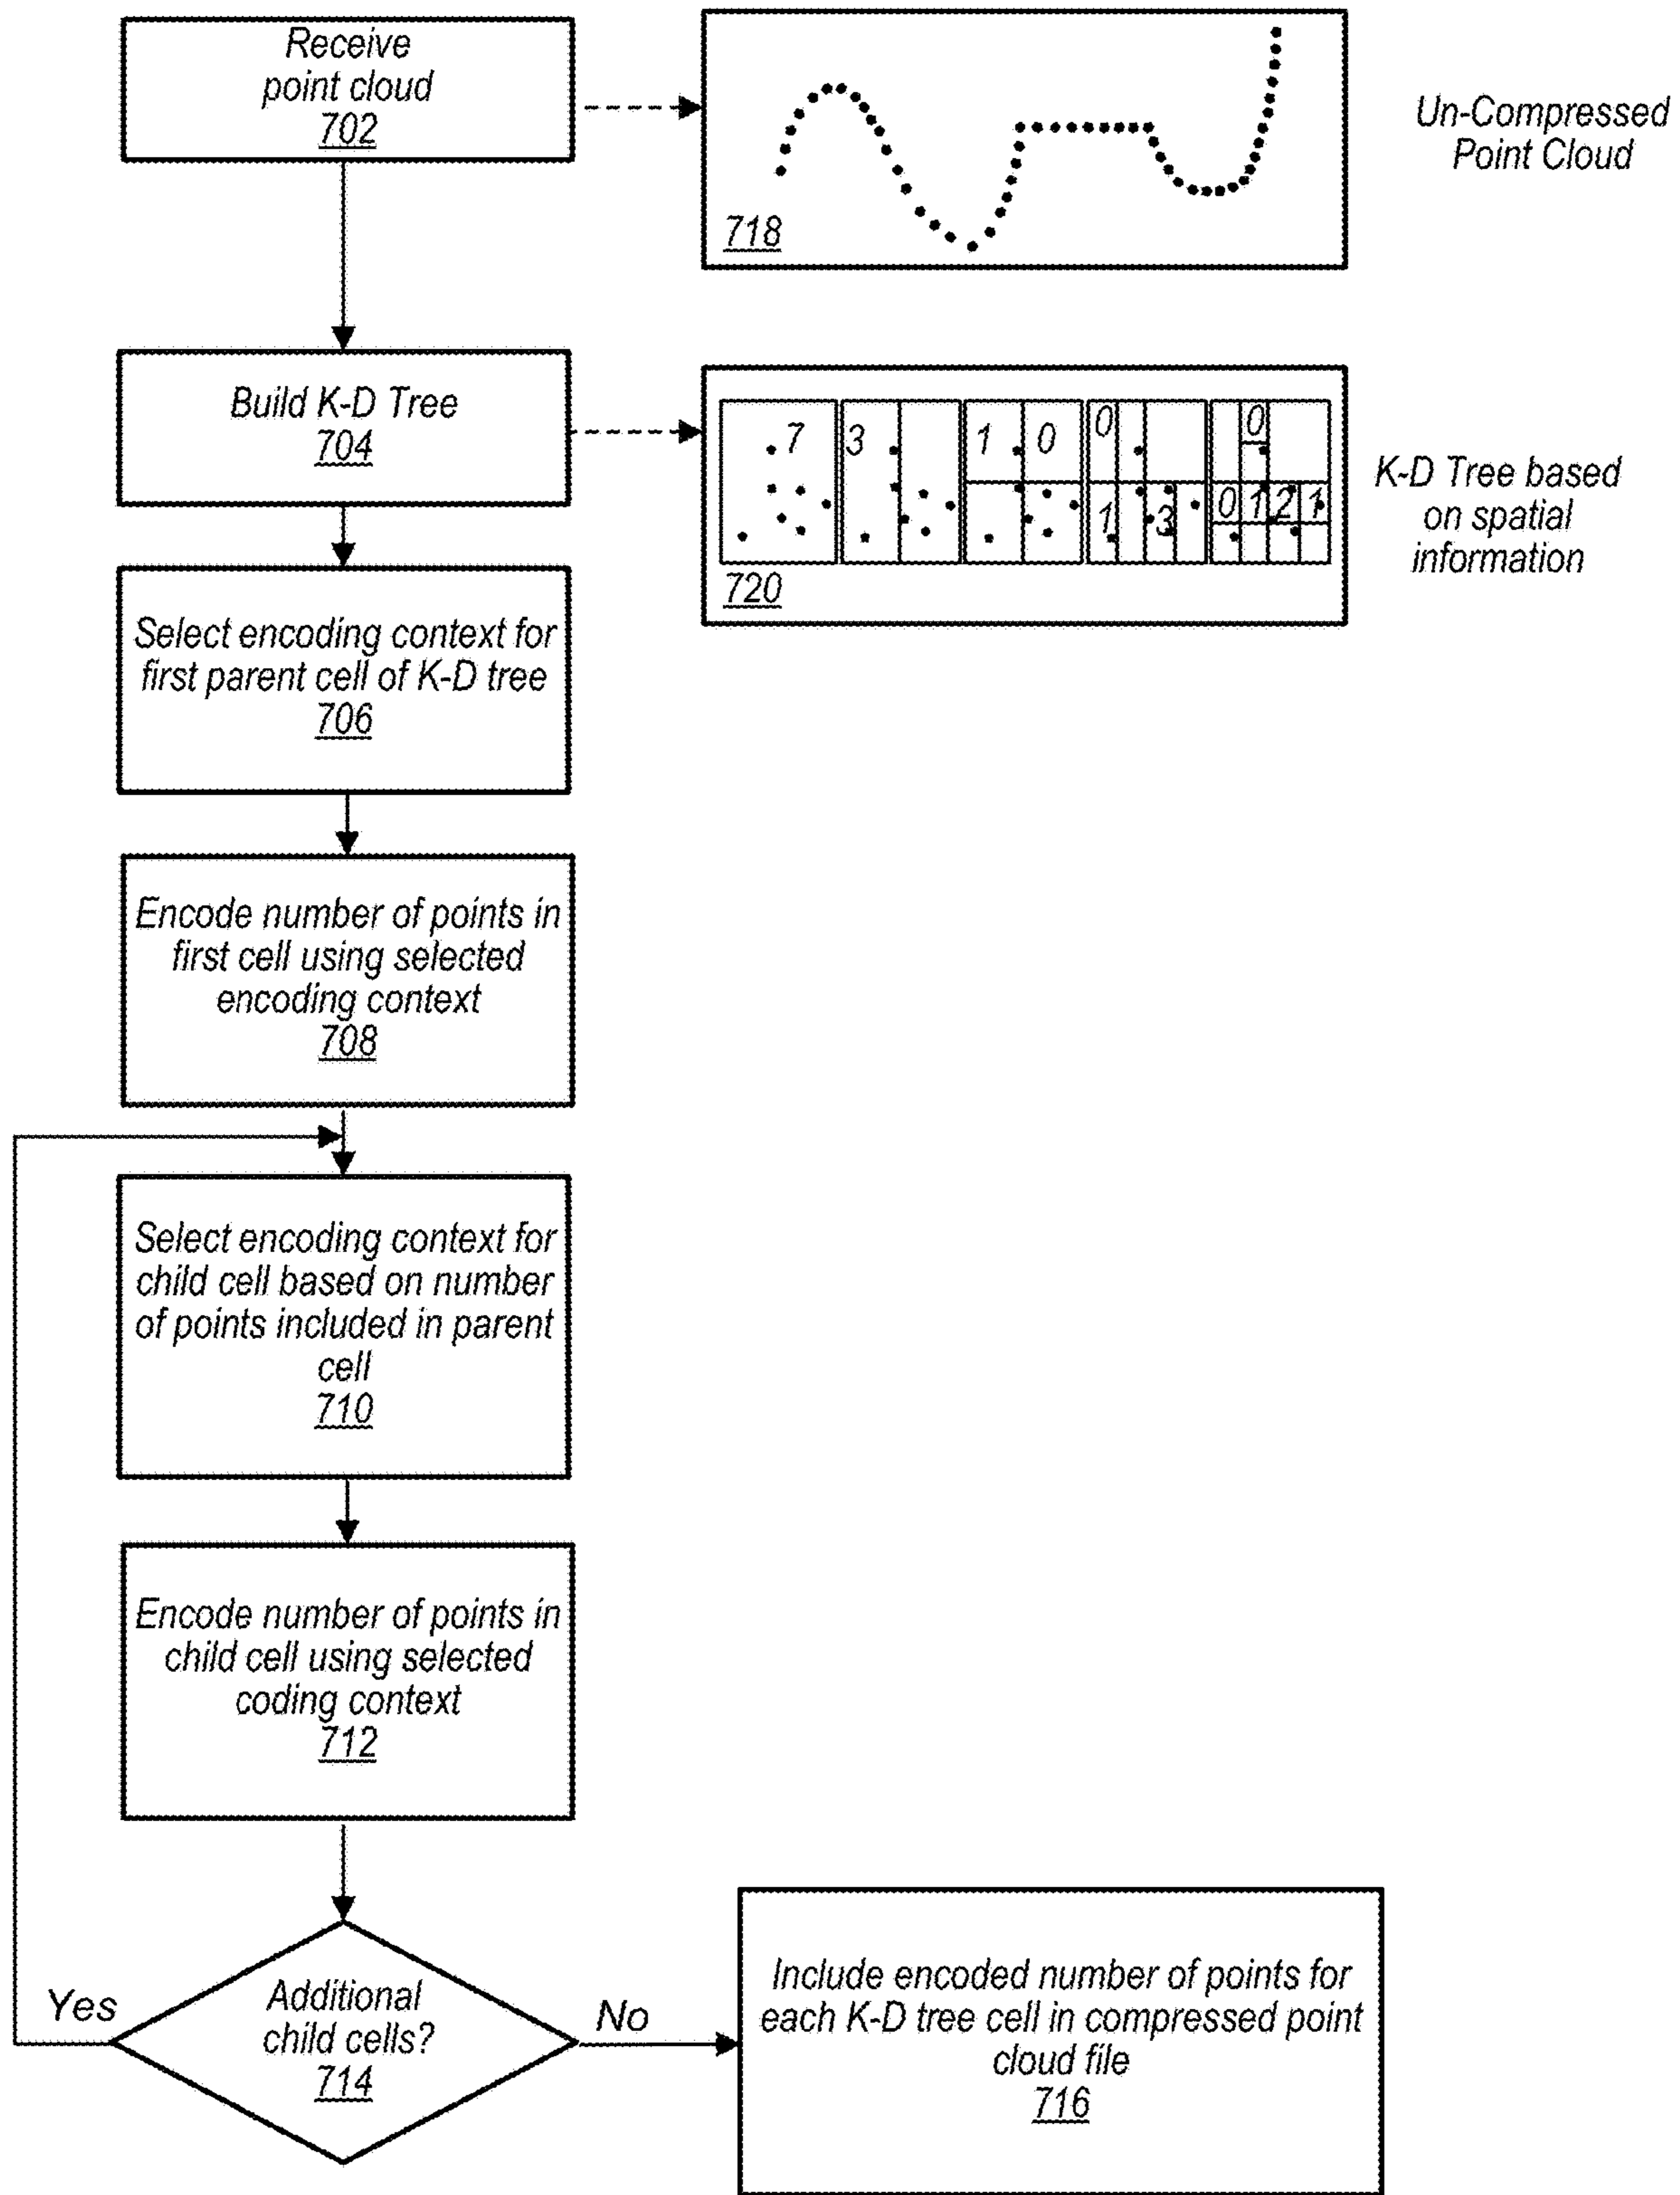 Receive
point cloud
702
718
Un-Compressed
Point Cloud
Build K-D Tree
704
7 3 1 0 0 0
1 3 0 1 2 1
720
K-D Tree based
on spatial
information
Select encoding context for
first parent cell of K-D tree
706
Encode number of points in
first cell using selected
encoding context
708
Select encoding context for
child cell based on number
of points included in parent
cell
710
Encode number of points in
child cell using selected
coding context
712
Additional
child cells?
714
Yes
No
Include encoded number of points for
each K-D tree cell in compressed point
cloud file
716